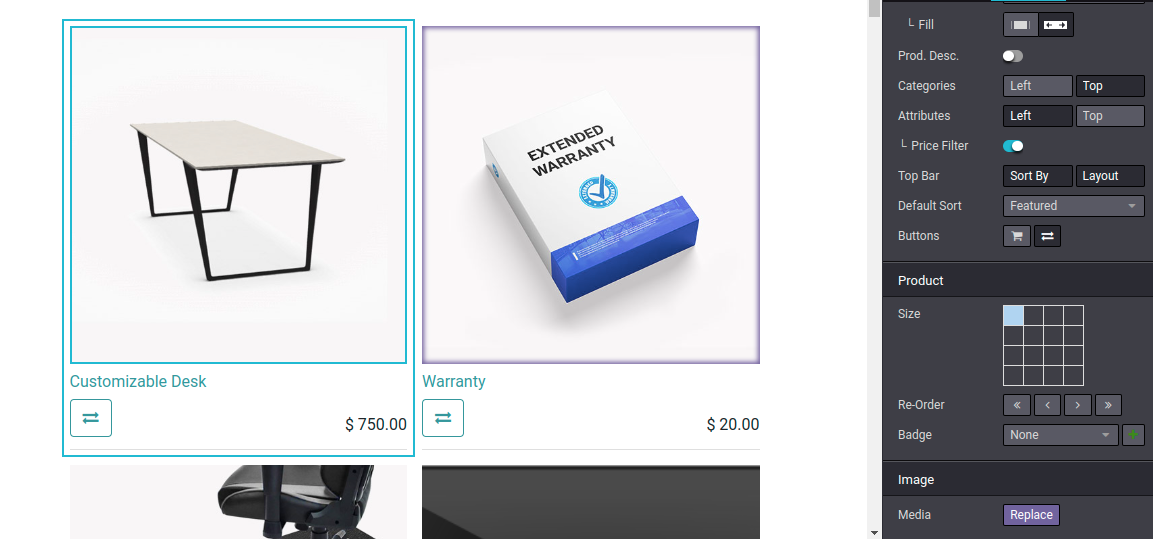 EXTENDED
WARRANTY
Customizable Desk
$ 750.00
Warranty
$ 20.00
└ Fill
Prod. Desc.
Categories Left Top
Attributes Left Top
└ Price Filter
Top Bar Sort By Layout
Default Sort Featured
Buttons
Product
Size
Re-Order
Badge None
Image
Media Replace